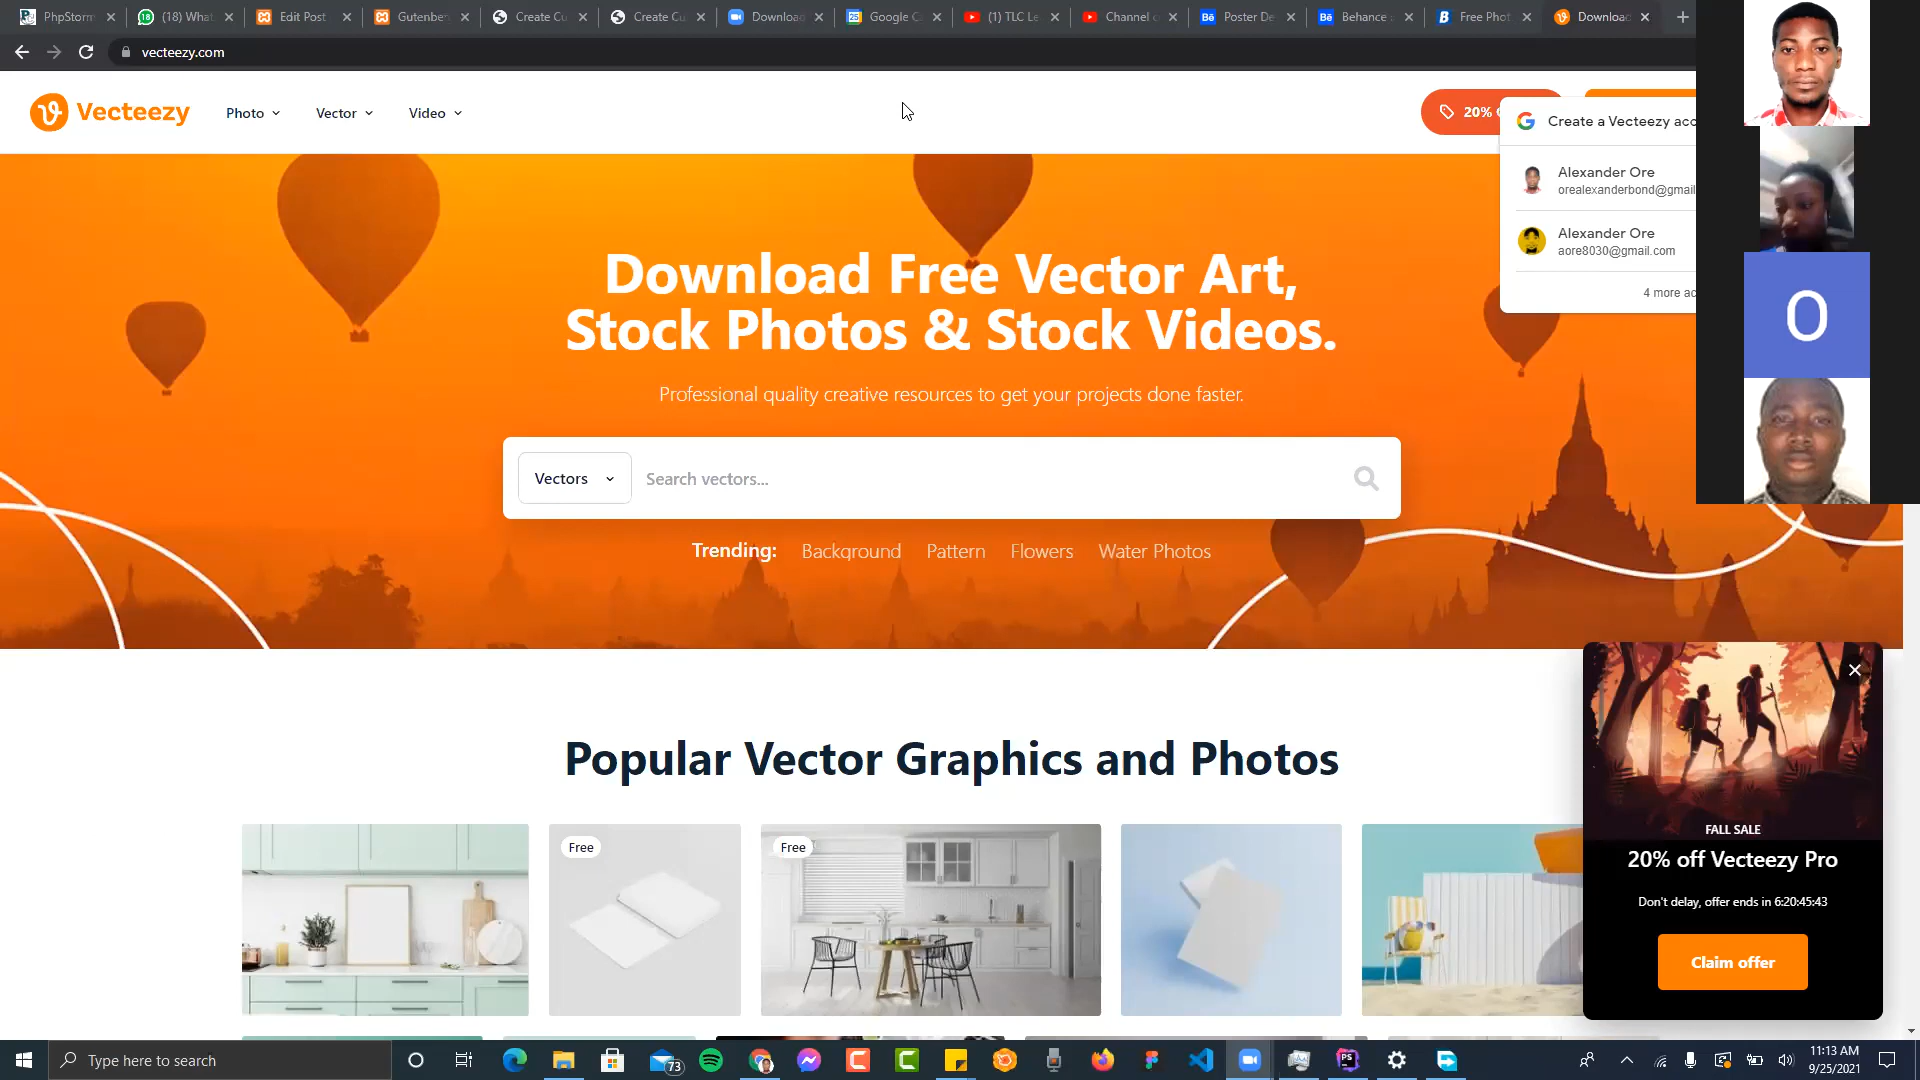 PhpStorm
(18) What
Edit Post
Gutenber
Create Cu
Create Cu
Download
Google C
(1) TLC Le
Channel
Poster De
Behance
Free Phot
Download
vecteezy.com
Vecteezy
Photo
Vector
Video
20%
Create a Vecteezy acc
Alexander Ore
orealexanderbond@gmail
Alexander Ore
aore8030@gmail.com
4 more ac
O
Download Free Vector Art,
Stock Photos & Stock Videos.
Professional quality creative resources to get your projects done faster.
Vectors
Search vectors...
Trending: Background Pattern Flowers Water Photos
Popular Vector Graphics and Photos
Free
Free
FALL SALE
20% off Vecteezy Pro
Don't delay, offer ends in 6:20:45:43
Claim offer
Type here to search
73
11:13 AM
9/25/2021